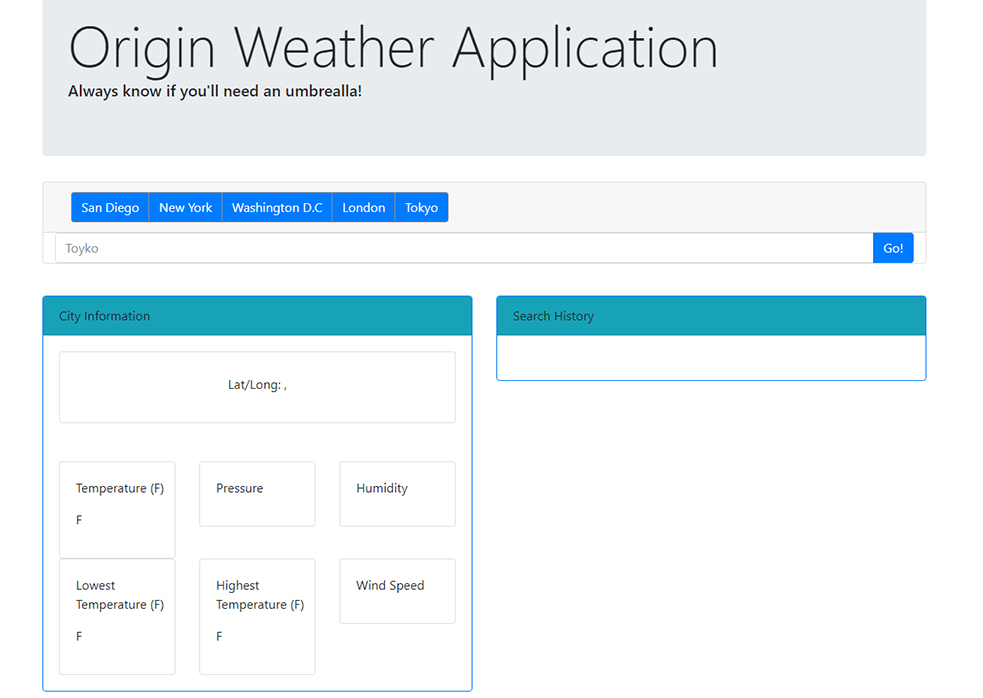 Origin Weather Application
Always know if you'll need an umbrealla!
San Diego New York Washington D.C London Tokyo
Toyko Go!
City Information
Lat/Long: ,
Temperature (F)
F
Pressure
Humidity
Lowest
Temperature (F)
F
Highest
Temperature (F)
F
Wind Speed
Search History